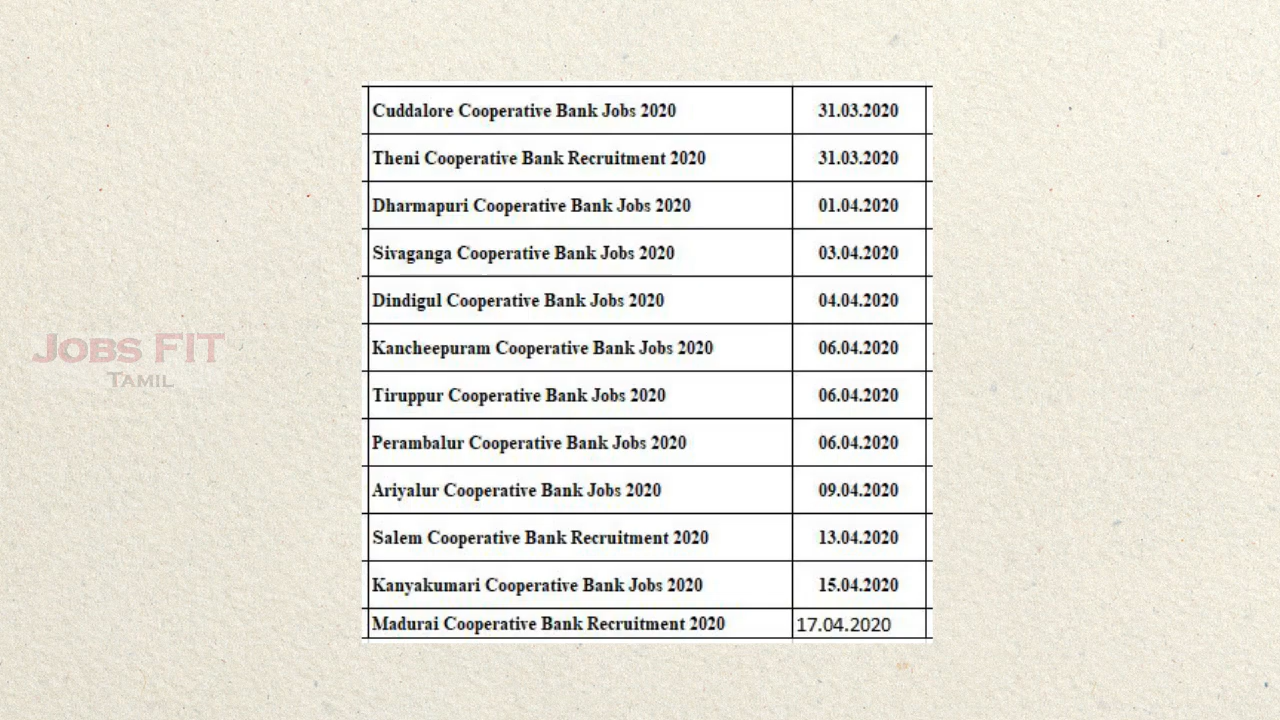 Cuddalore Cooperative Bank Jobs 2020 31.03.2020
Theni Cooperative Bank Recruitment 2020 31.03.2020
Dharmapuri Cooperative Bank Jobs 2020 01.04.2020
Sivaganga Cooperative Bank Jobs 2020 03.04.2020
Dindigul Cooperative Bank Jobs 2020 04.04.2020
JOBS FIT
TAMIL
Kancheepuram Cooperative Bank Jobs 2020 06.04.2020
Tiruppur Cooperative Bank Jobs 2020 06.04.2020
Perambalur Cooperative Bank Jobs 2020 06.04.2020
Ariyalur Cooperative Bank Jobs 2020 09.04.2020
Salem Cooperative Bank Recruitment 2020 13.04.2020
Kanyakumari Cooperative Bank Jobs 2020 15.04.2020
Madurai Cooperative Bank Recruitment 2020 17.04.2020